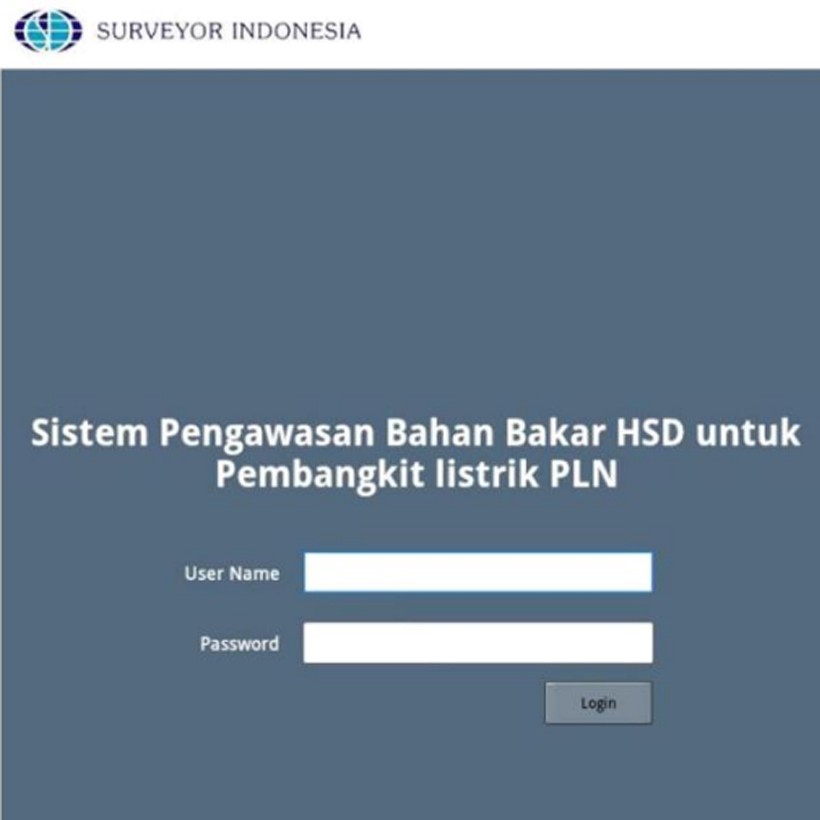 SURVEYOR INDONESIA
Sistem Pengawasan Bahan Bakar HSD untuk
Pembangkit listrik PLN
User Name
Password
Login